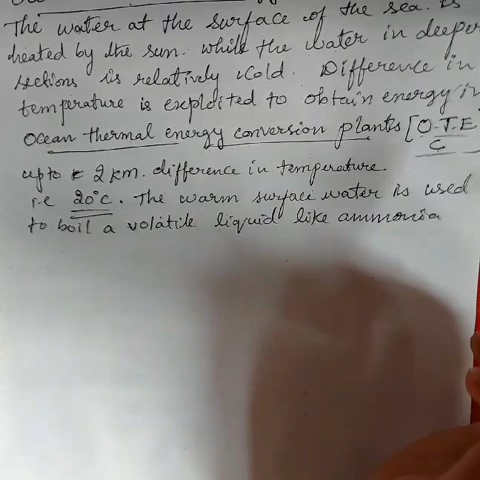 The water at the surface of the sea. is
heated by the sun. while the water in deeper
sections is relatively cold. Difference in
temperature is exploited to obtain energy in
Ocean thermal energy conversion plants [O.T.E
C
upto 2 km. difference in temperature.
i.e 20°C. The warm surface water is used
to boil a volatile liquid like ammonia